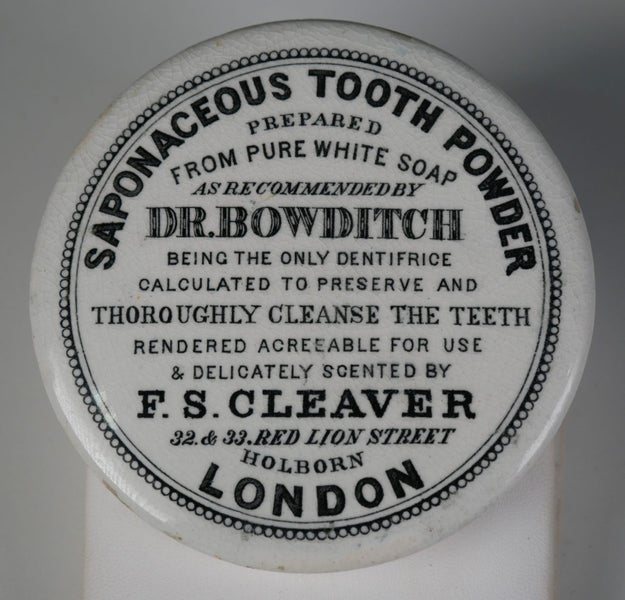 SAPONACEOUS TOOTH POWDER
PREPARED
FROM PURE WHITE SOAP
AS RECOMMENDED BY
DR. BOWDITCH
BEING THE ONLY DENTIFRICE
CALCULATED TO PRESERVE AND
THOROUGHLY CLEANSE THE TEETH
RENDERED AGREEABLE FOR USE
& DELICATELY SCENTED BY
F. S. CLEAVER
32. & 33. RED LION STREET
HOLBORN
LONDON